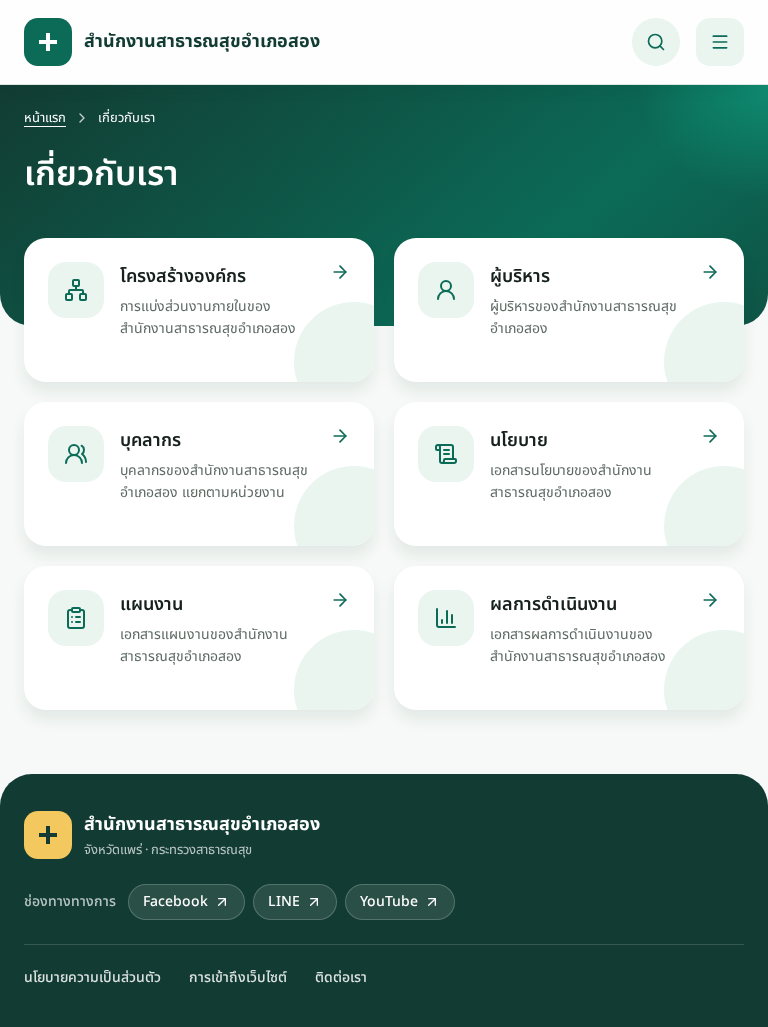 สำนักงานสาธารณสุขอำเภอสอง
หน้าแรก
เกี่ยวกับเรา
เกี่ยวกับเรา
โครงสร้างองค์กร
การแบ่งส่วนงานภายในของ
สำนักงานสาธารณสุขอำเภอสอง
ผู้บริหาร
ผู้บริหารของสำนักงานสาธารณสุข
อำเภอสอง
บุคลากร
บุคลากรของสำนักงานสาธารณสุข
อำเภอสอง แยกตามหน่วยงาน
นโยบาย
เอกสารนโยบายของสำนักงาน
สาธารณสุขอำเภอสอง
แผนงาน
เอกสารแผนงานของสำนักงาน
สาธารณสุขอำเภอสอง
ผลการดำเนินงาน
เอกสารผลการดำเนินงานของ
สำนักงานสาธารณสุขอำเภอสอง
สำนักงานสาธารณสุขอำเภอสอง
จังหวัดแพร่ · กระทรวงสาธารณสุข
ช่องทางทางการ
Facebook
LINE
YouTube
นโยบายความเป็นส่วนตัว
การเข้าถึงเว็บไซต์
ติดต่อเรา